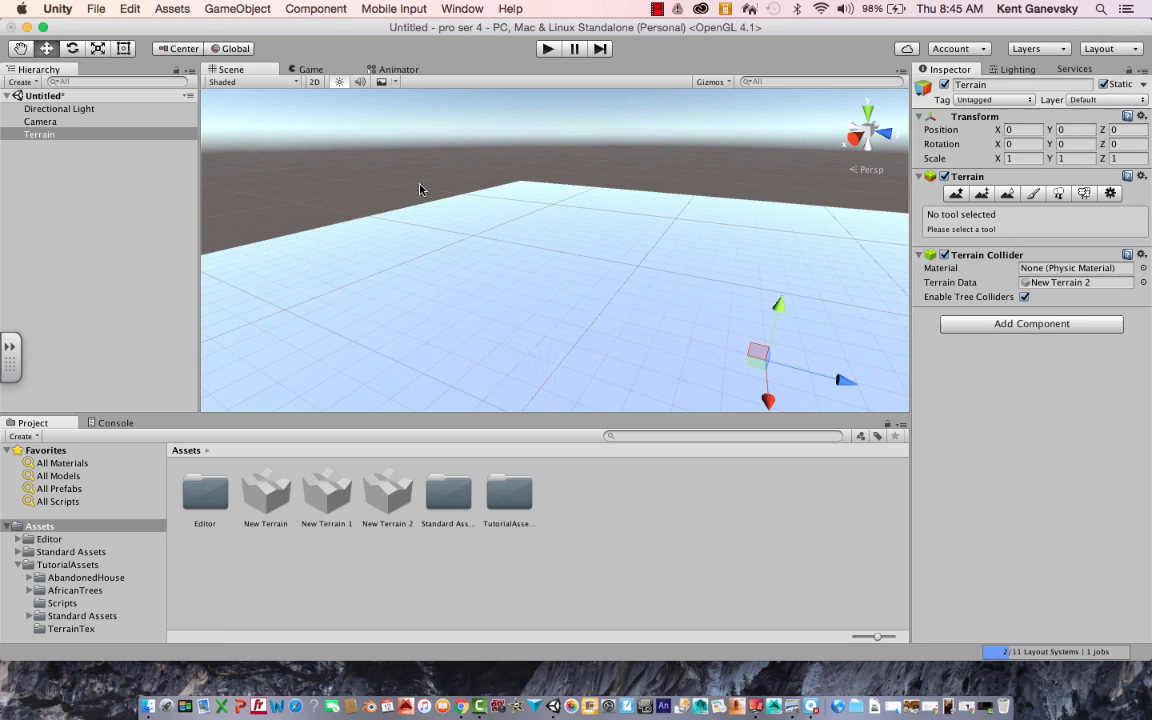 Unity File Edit Assets GameObject Component Mobile Input Window Help 98% Thu 8:45 AM Kent Ganevsky
Untitled - pro ser 4 - PC, Mac & Linux Standalone (Personal) <OpenGL 4.1>
Center Global Account Layers Layout
Hierarchy
Create All
Untitled*
Directional Light
Camera
Terrain
Scene Game Animator
Shaded 2D Gizmos All
y
x
Persp
Inspector Lighting Services
Terrain Static
Tag Untagged Layer Default
Transform
Position X 0 Y 0 Z 0
Rotation X 0 Y 0 Z 0
Scale X 1 Y 1 Z 1
Terrain
No tool selected
Please select a tool
Terrain Collider
Material None (Physic Material)
Terrain Data New Terrain 2
Enable Tree Colliders
Add Component
Project Console
Create
Favorites
All Materials
All Models
All Prefabs
All Scripts
Assets
Editor
Standard Assets
TutorialAssets
AbandonedHouse
AfricanTrees
Scripts
Standard Assets
TerrainTex
Assets
Editor New Terrain New Terrain 1 New Terrain 2 Standard Ass... TutorialAsse...
2/11 Layout Systems | 1 jobs